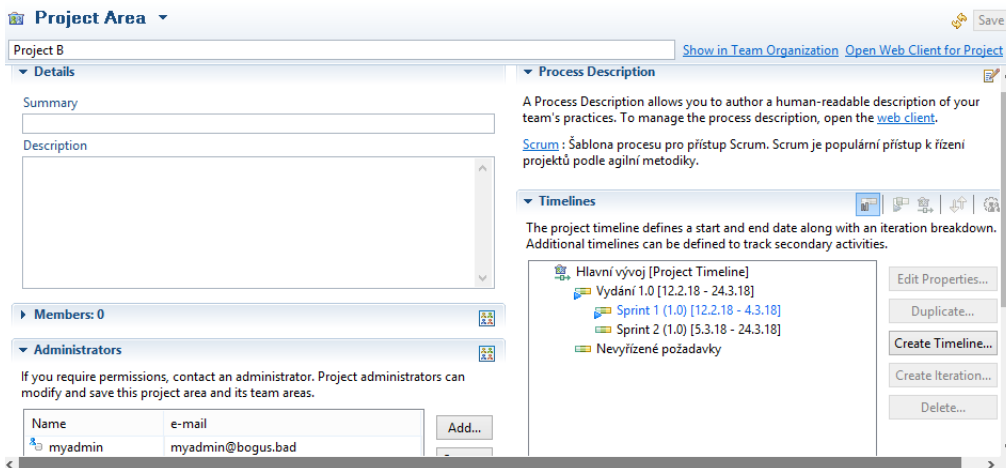 Project Area
Save
Project B
Show in Team Organization Open Web Client for Project
Details
Summary
Description
Members: 0
Administrators
If you require permissions, contact an administrator. Project administrators can
modify and save this project area and its team areas.
Name e-mail
myadmin myadmin@bogus.bad
Add...
Process Description
A Process Description allows you to author a human-readable description of your
team's practices. To manage the process description, open the web client.
Scrum : Šablona procesu pro přístup Scrum. Scrum je populární přístup k řízení
projektů podle agilní metodiky.
Timelines
The project timeline defines a start and end date along with an iteration breakdown.
Additional timelines can be defined to track secondary activities.
Hlavní vývoj [Project Timeline]
Vydání 1.0 [12.2.18 - 24.3.18]
Sprint 1 (1.0) [12.2.18 - 4.3.18]
Sprint 2 (1.0) [5.3.18 - 24.3.18]
Nevyřízené požadavky
Edit Properties...
Duplicate...
Create Timeline...
Create Iteration...
Delete...